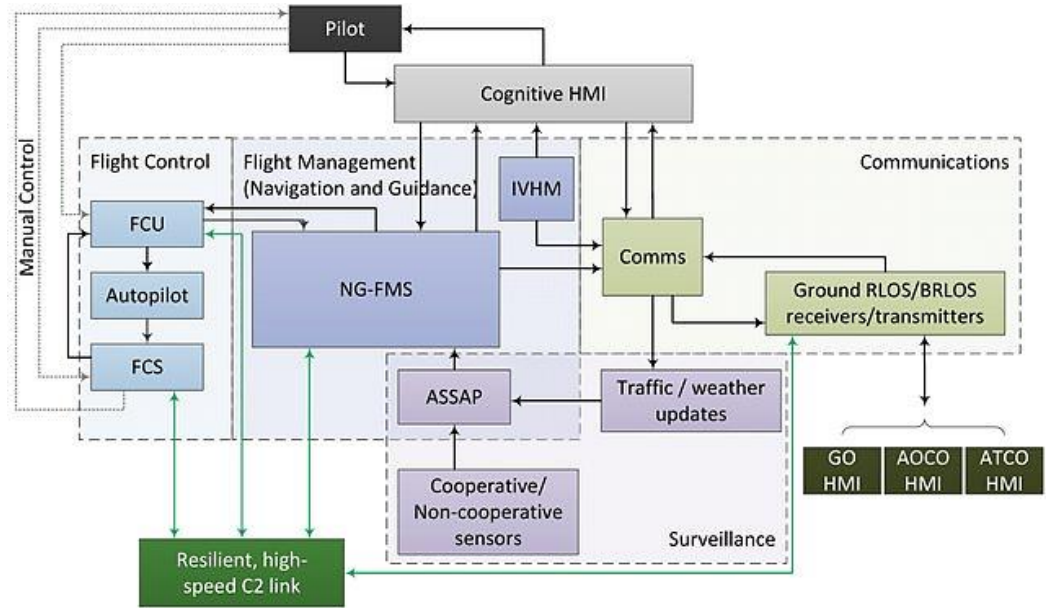 Pilot
Cognitive HMI
Manual Control
Flight Control
Flight Management
(Navigation and Guidance)
IVHM
Communications
FCU
Autopilot
FCS
NG-FMS
Comms
Ground RLOS/BRLOS
receivers/transmitters
ASSAP
Traffic / weather
updates
GO
HMI
AOCO
HMI
ATCO
HMI
Cooperative/
Non-cooperative
sensors
Surveillance
Resilient, high-
speed C2 link